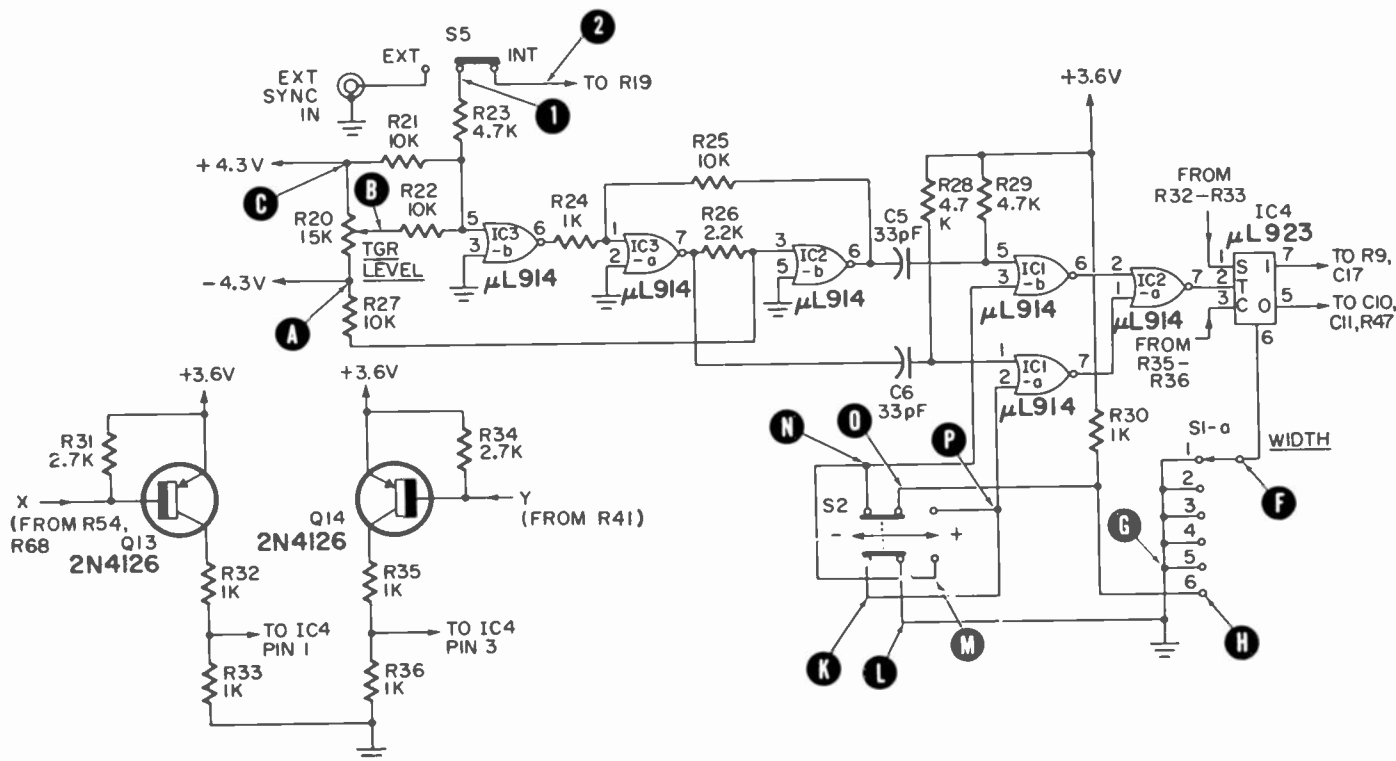 S5
2
EXT
INT
TO R19
EXT
SYNC
IN
1
R23
4.7K
+3.6V
R21
10K
+4.3V
C
B
R22
10K
R20
15K
TGR
LEVEL
-4.3V
A
R27
10K
5
3
IC3
-b
6
µL914
R24
1K
R25
10K
1
2
IC3
-a
7
µL914
R26
2.2K
3
5
IC2
-b
6
µL914
C5
33pF
R28
4.7
K
R29
4.7K
5
3
IC1
-b
6
µL914
2
1
IC2
-a
7
µL914
FROM
R32-R33
IC4
µL923
1
2
3
S
T
C
I
O
7
5
6
TO R9,
C17
TO C10,
C11,R47
FROM
R35-
R36
C6
33pF
1
2
IC1
-a
7
µL914
R30
1K
S1-a
WIDTH
1
2
3
4
5
6
F
G
H
N
O
P
S2
-
+
K
L
M
+3.6V
R31
2.7K
X
(FROM R54,
R68
Q13
2N4126
R32
1K
TO IC4
PIN 1
R33
1K
+3.6V
R34
2.7K
Y
(FROM R41)
Q14
2N4126
R35
1K
TO IC4
PIN 3
R36
1K